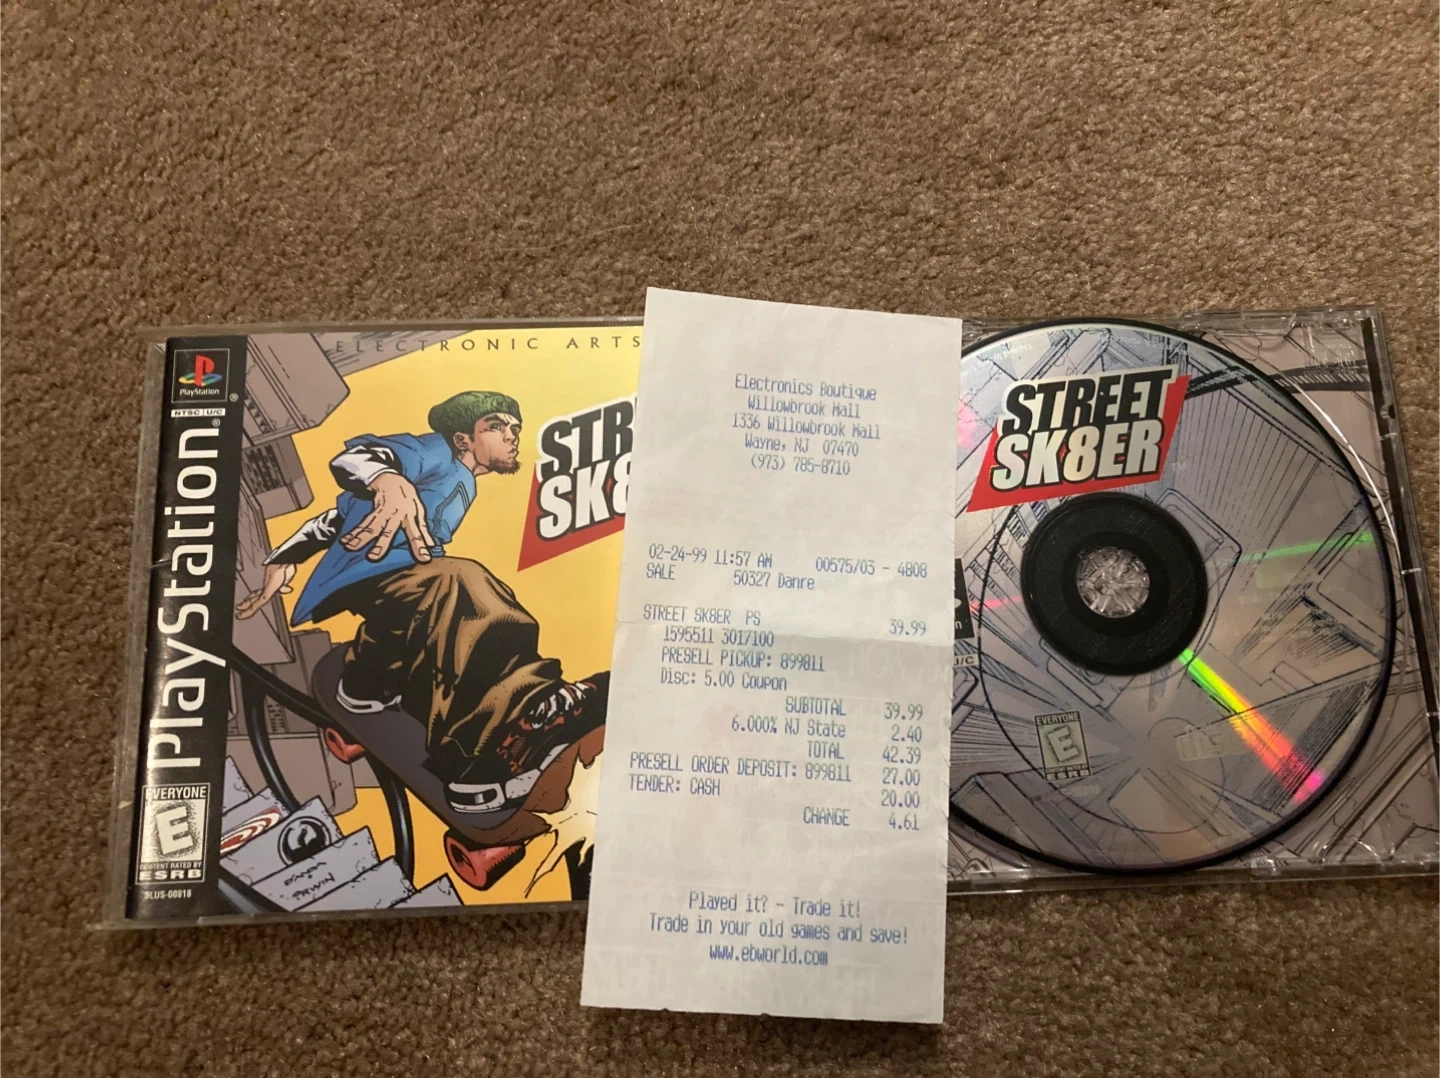 PlayStation
NTSC U/C
PlayStation
EVERYONE
E
CONTENT RATED BY
ESRB
SLUS-00818
ELECTRONIC ARTS
STR
SK8
Electronics Boutique
Willowbrook Mall
1336 Willowbrook Mall
Wayne, NJ 07470
(973) 785-8710
02-24-99 11:57 AM 00575/03 - 4808
SALE 50327 Danre
STREET SK8ER PS 39.99
1595511 301/100
PRESELL PICKUP: 899811
Disc: 5.00 Coupon
SUBTOTAL 39.99
6.000% NJ State 2.40
TOTAL 42.39
PRESELL ORDER DEPOSIT: 899811 27.00
TENDER: CASH 20.00
CHANGE 4.61
Played it? - Trade it!
Trade in your old games and save!
www.ebworld.com
STREET
SK8ER
TM
U/C
EVERYONE
E
ESRB